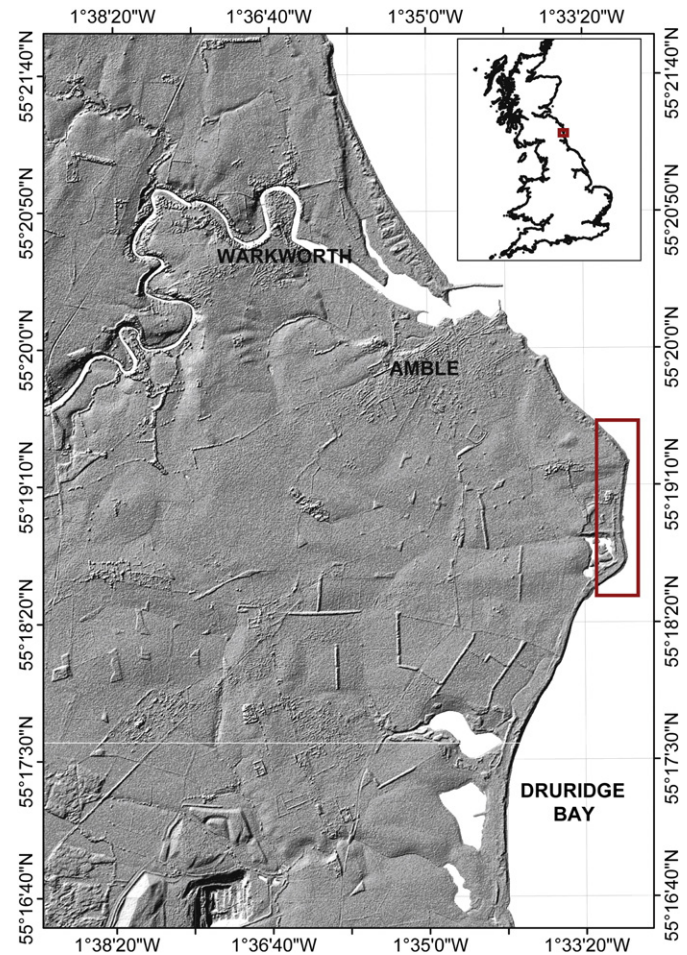 1°38'20"W 1°36'40"W 1°35'0"W 1°33'20"W
55°21'40"N 55°21'40"N
55°20'50"N 55°20'50"N
WARKWORTH
55°20'0"N 55°20'0"N
AMBLE
55°19'10"N 55°19'10"N
55°18'20"N 55°18'20"N
55°17'30"N 55°17'30"N
DRURIDGE
BAY
55°16'40"N 55°16'40"N
1°38'20"W 1°36'40"W 1°35'0"W 1°33'20"W